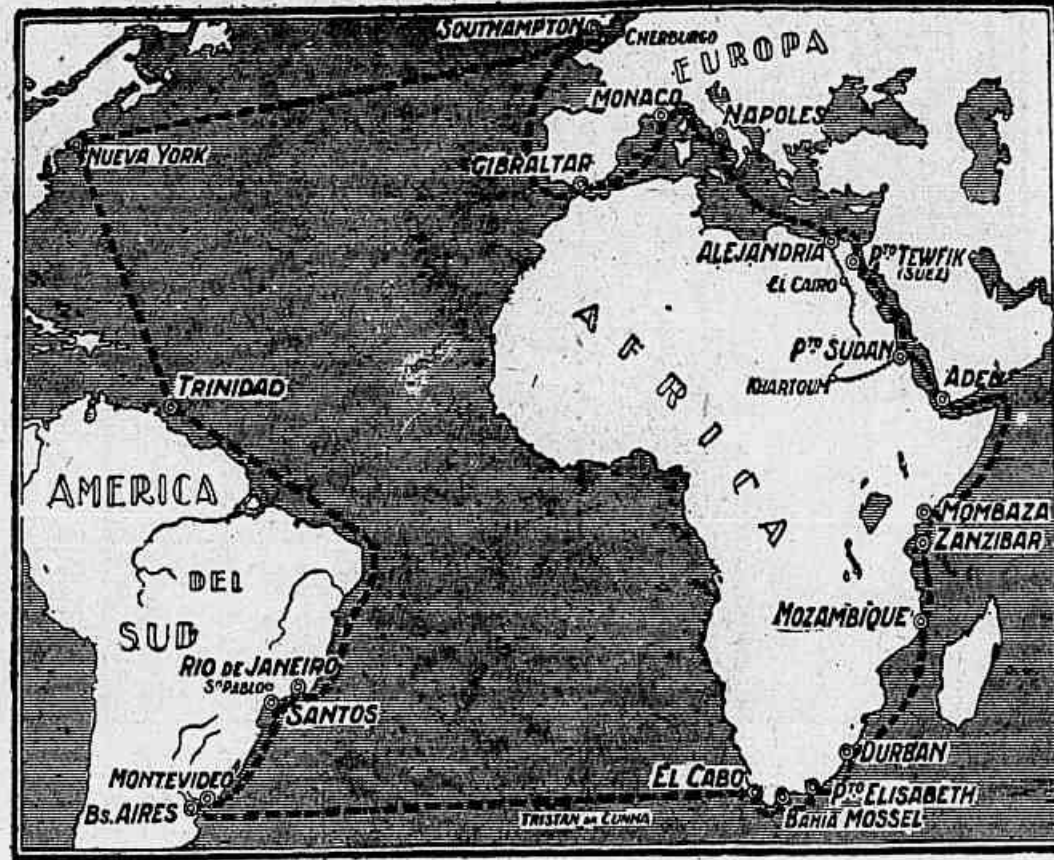 SOUTHAMPTON
CHERBURGO
EUROPA
MONACO
NAPOLES
NUEVA YORK
GIBRALTAR
ALEJANDRIA
Pto TEWFIK
(SUEZ)
EL CAIRO
AFRICA
Pto SUDAN
KHARTOUM
ADEN
TRINIDAD
AMERICA
DEL
SUD
MOMBAZA
ZANZIBAR
MOZAMBIQUE
RIO DE JANEIRO
Sn PABLO
SANTOS
DURBAN
MONTEVIDEO
Bs. AIRES
EL CABO
Pto ELISABETH
BAHIA MOSSEL
TRISTAN DA CUNHA